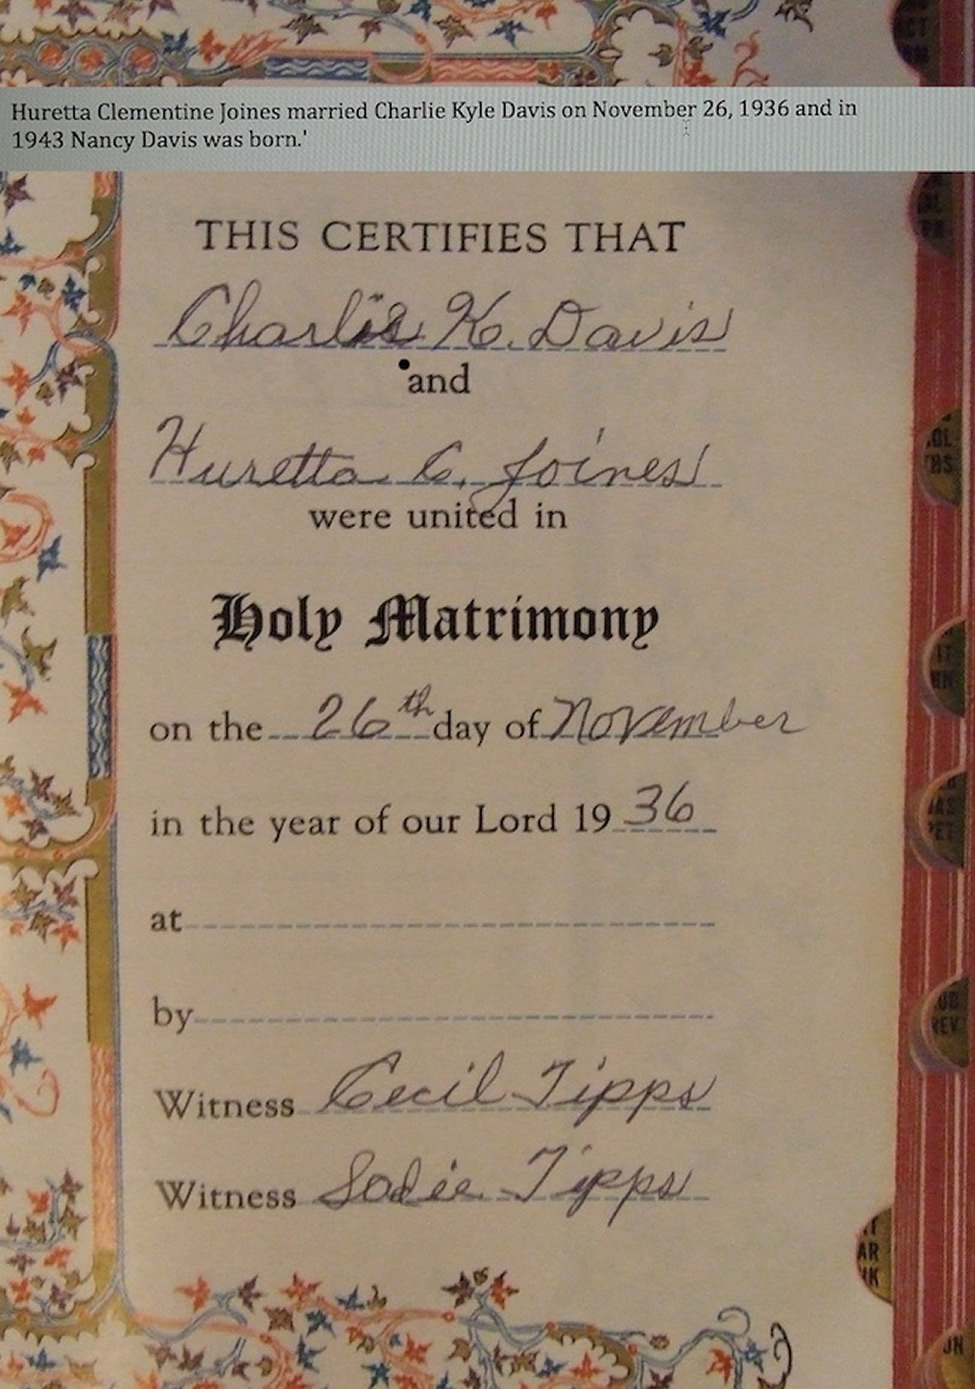 Huretta Clementine Joines married Charlie Kyle Davis on November 26, 1936 and in
1943 Nancy Davis was born.'
THIS CERTIFIES THAT
Charlie K. Davis
and
Huretta C. Joines
were united in
Holy Matrimony
on the 26th day of November
in the year of our Lord 1936
at
by
Witness Cecil Tipps
Witness Sadie Tipps